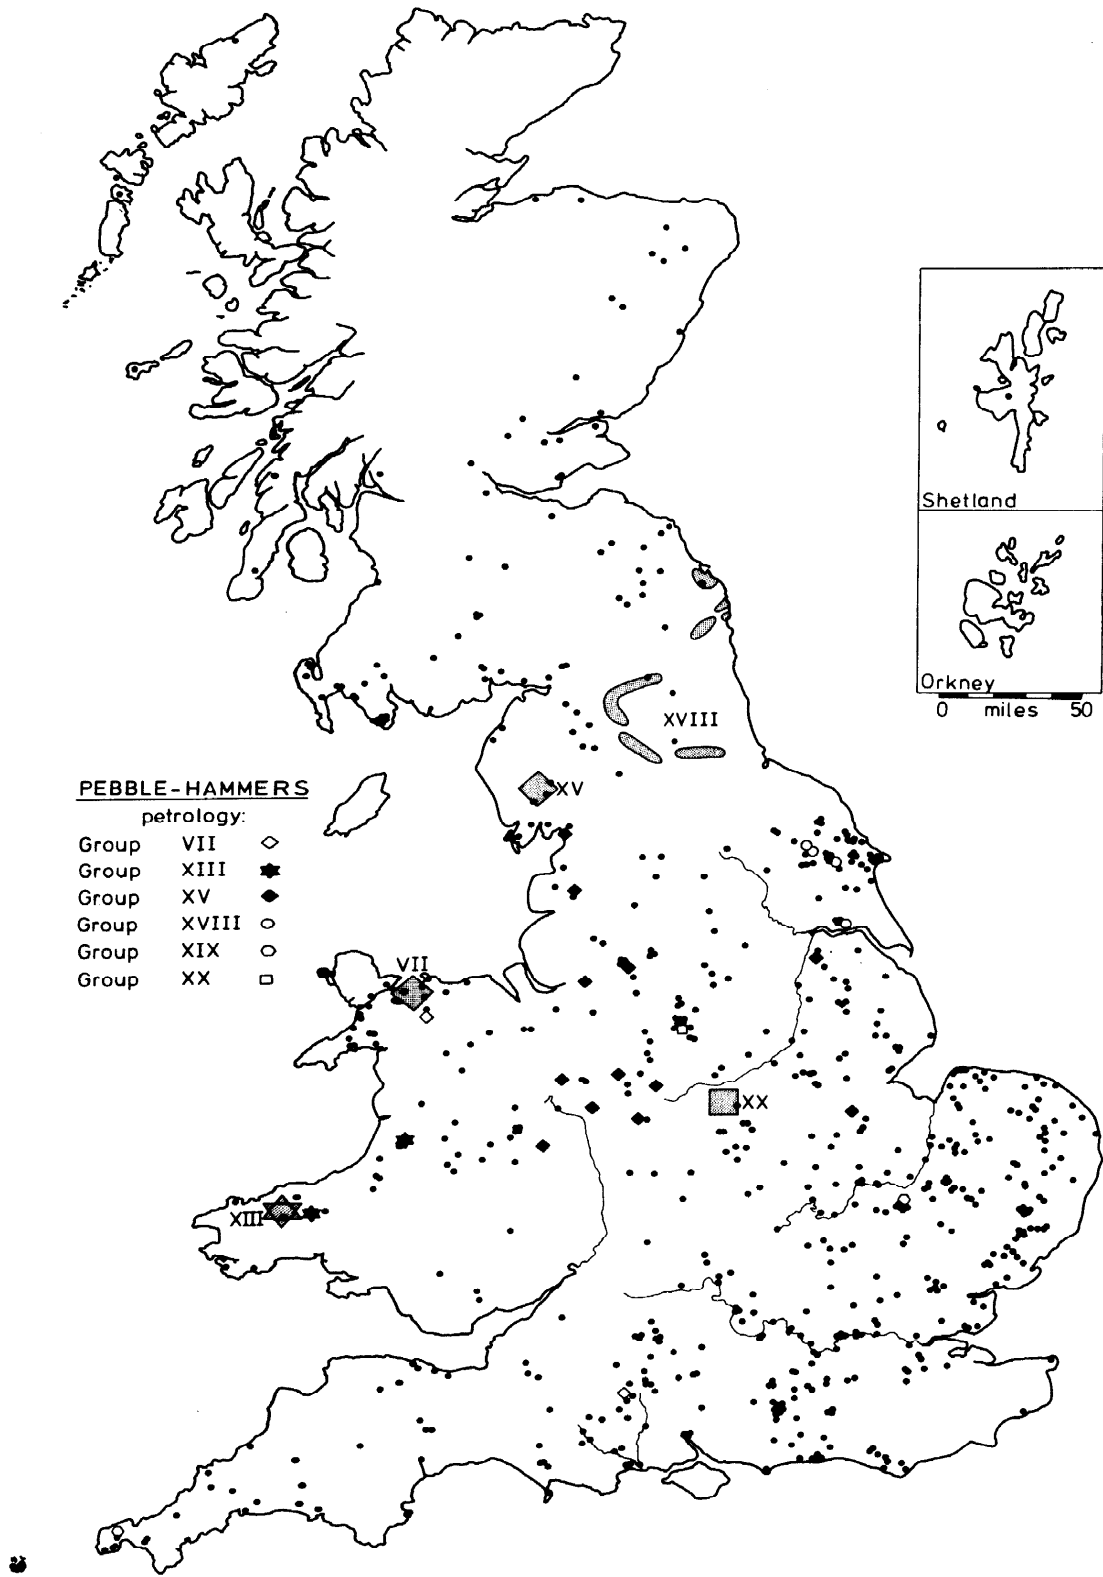 Shetland
Orkney
0 miles 50
XVIII
PEBBLE-HAMMERS
petrology:
Group VII
Group XIII
Group XV
Group XVIII
Group XIX
Group XX
XV
VII
XX
XIII